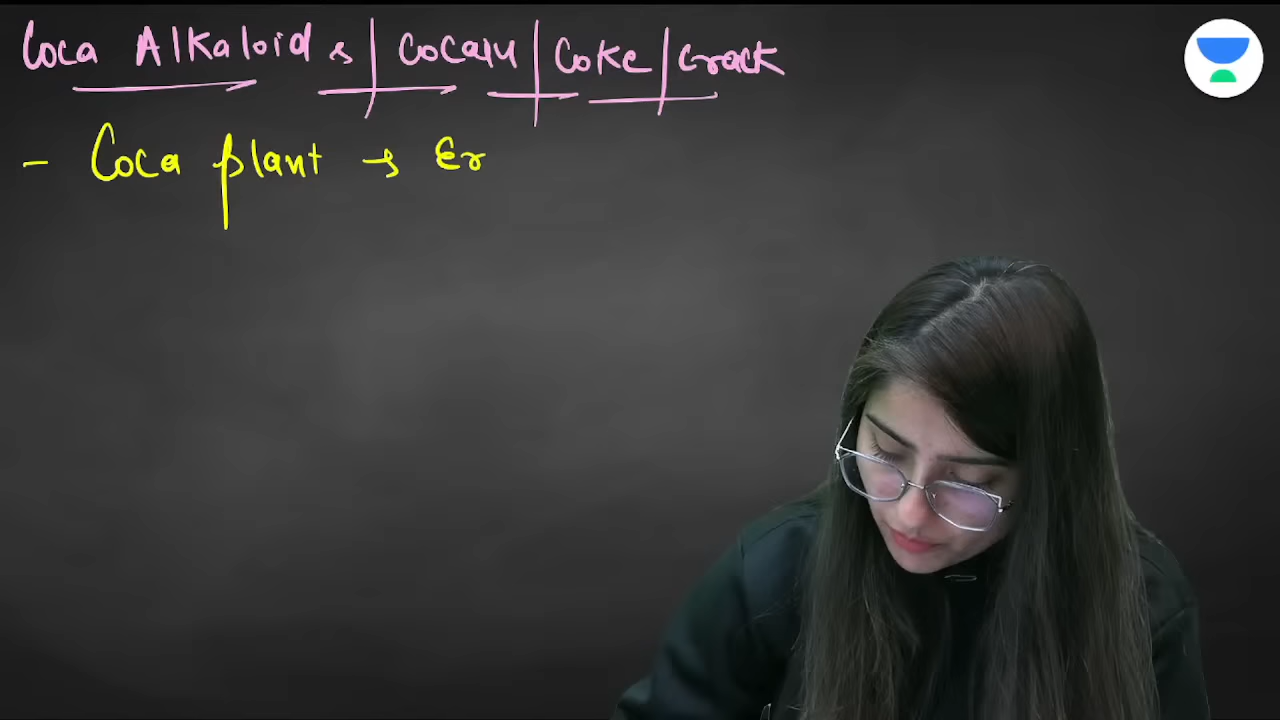 Coca Alkaloids | Cocain | Coke | Crack
- Coca plant → Er